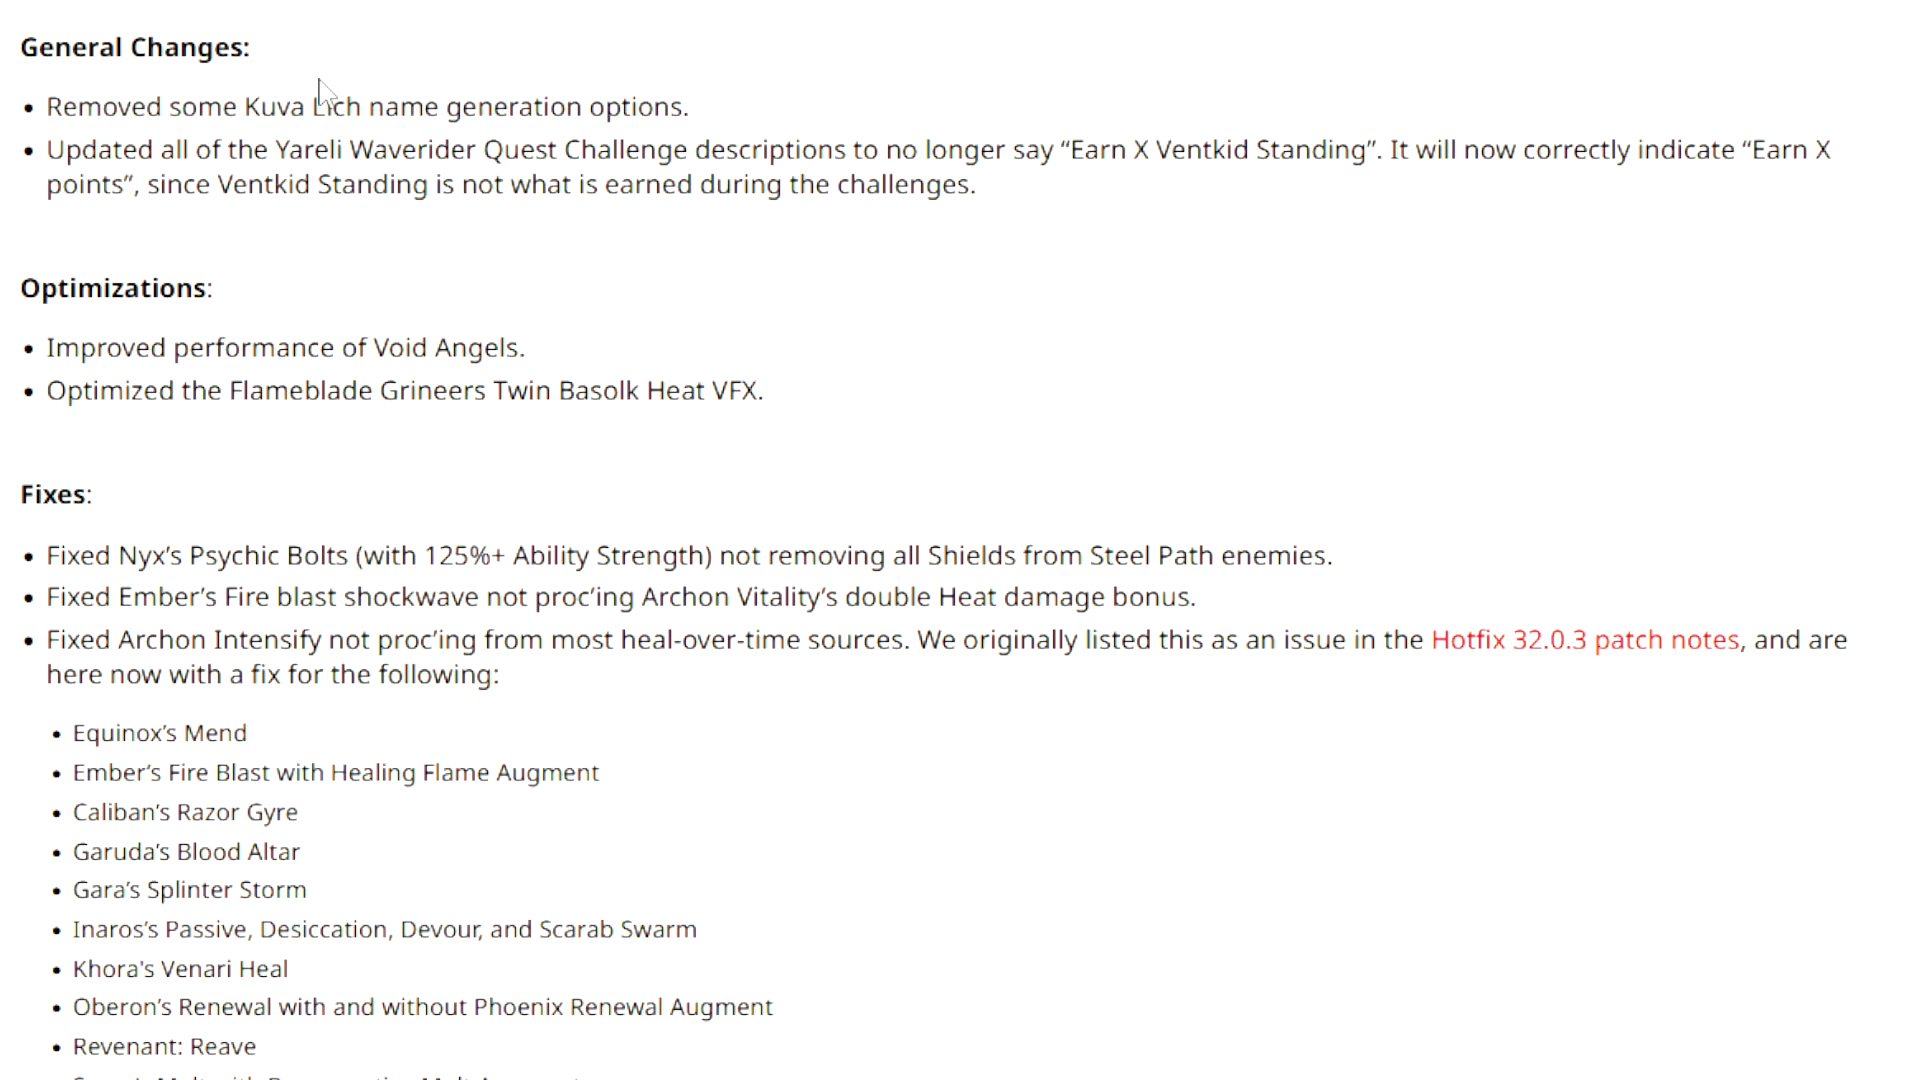 General Changes:
Removed some Kuva Lich name generation options.
Updated all of the Yareli Waverider Quest Challenge descriptions to no longer say “Earn X Ventkid Standing”. It will now correctly indicate “Earn X
points”, since Ventkid Standing is not what is earned during the challenges.
Optimizations:
Improved performance of Void Angels.
Optimized the Flameblade Grineers Twin Basolk Heat VFX.
Fixes:
Fixed Nyx’s Psychic Bolts (with 125%+ Ability Strength) not removing all Shields from Steel Path enemies.
Fixed Ember’s Fire blast shockwave not proc’ing Archon Vitality’s double Heat damage bonus.
Fixed Archon Intensify not proc’ing from most heal-over-time sources. We originally listed this as an issue in the Hotfix 32.0.3 patch notes, and are
here now with a fix for the following:
Equinox’s Mend
Ember’s Fire Blast with Healing Flame Augment
Caliban’s Razor Gyre
Garuda’s Blood Altar
Gara’s Splinter Storm
Inaros’s Passive, Desiccation, Devour, and Scarab Swarm
Khora's Venari Heal
Oberon’s Renewal with and without Phoenix Renewal Augment
Revenant: Reave